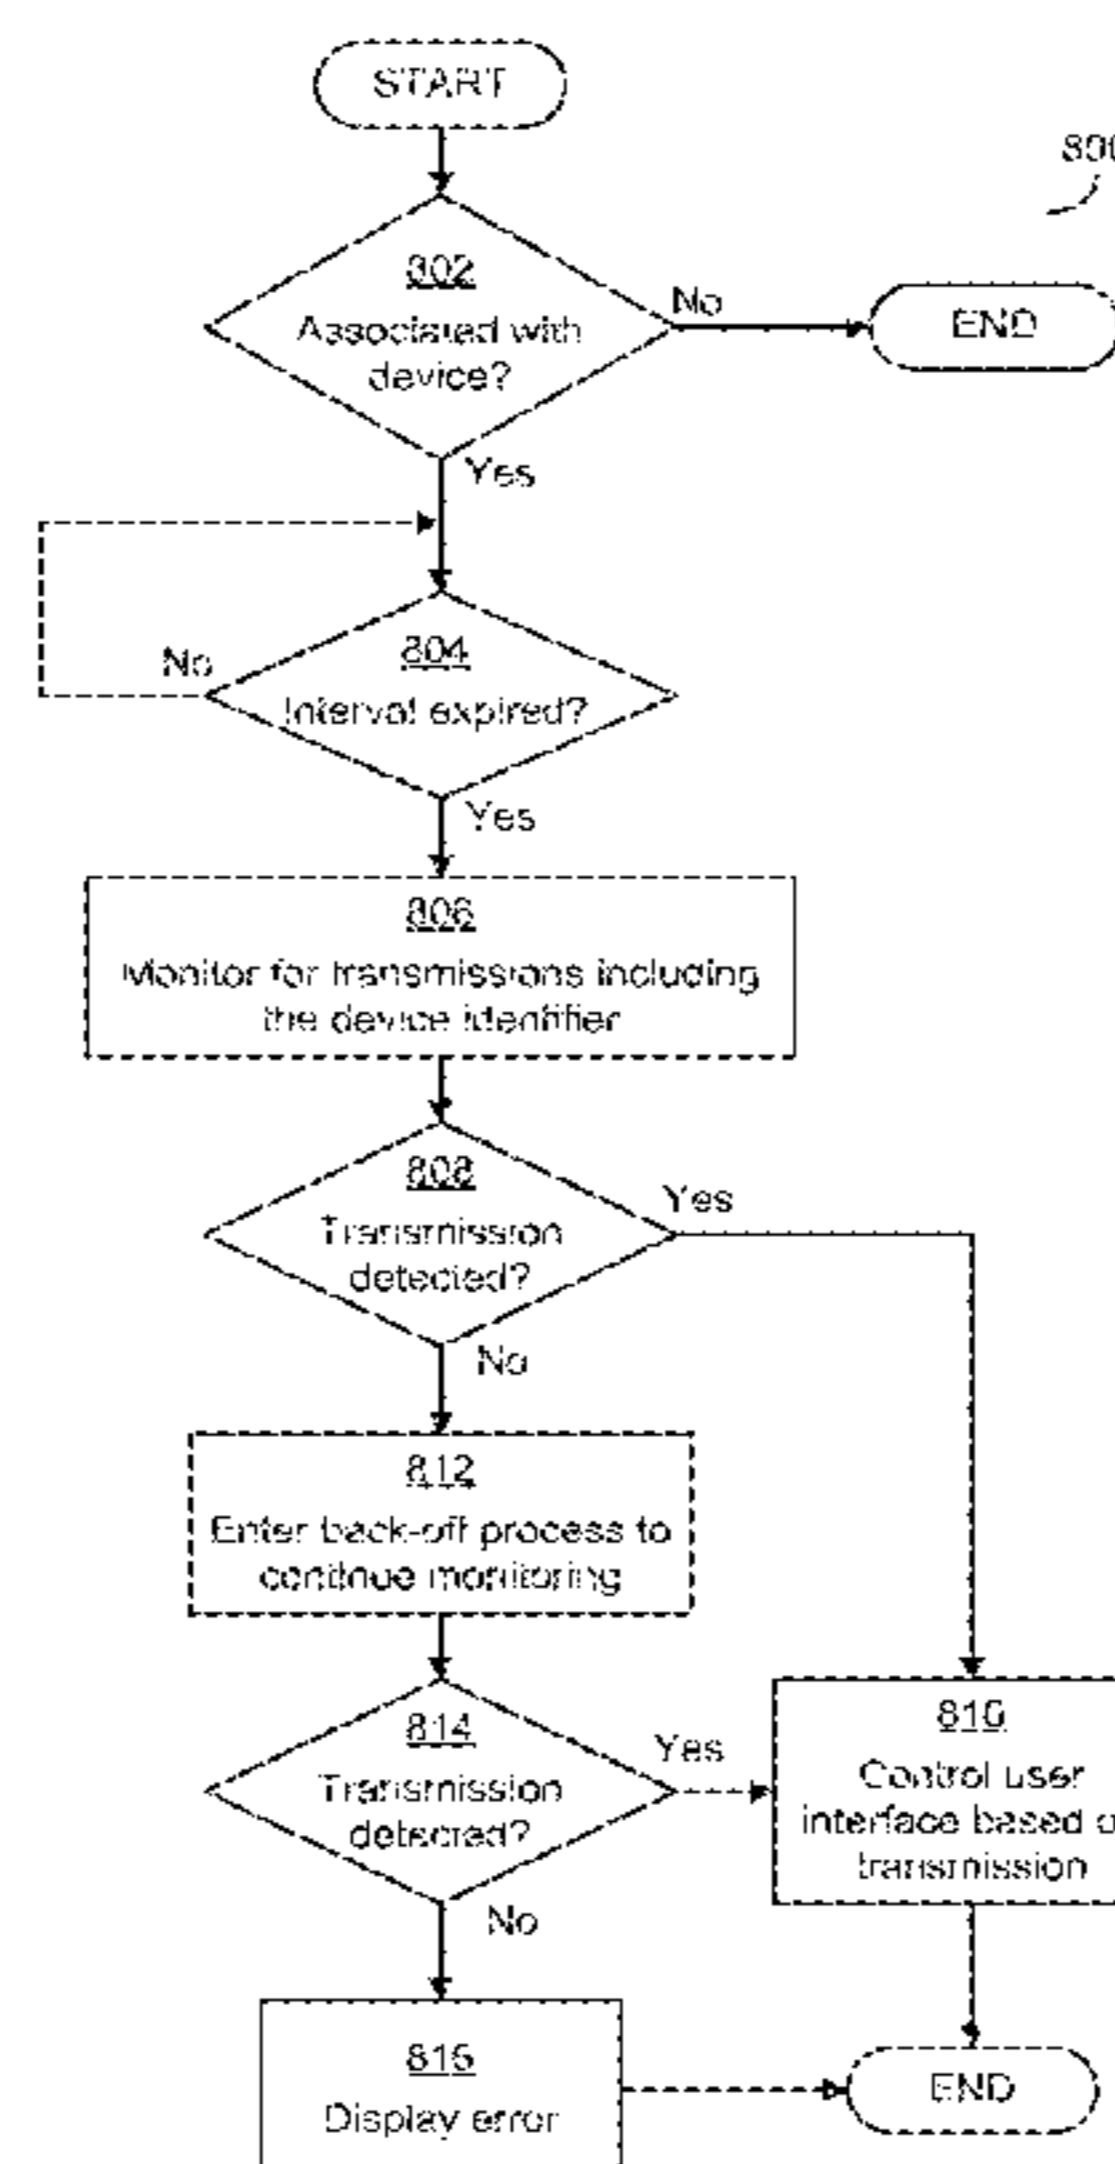 START
800
802
Associated with
device?
No
END
Yes
804
Interval expired?
No
Yes
806
Monitor for transmissions including
the device identifier
808
Transmission
detected?
Yes
No
812
Enter back-off process to
continue monitoring
814
Transmission
detected?
Yes
No
810
Control user
interface based
transmission
816
Display error
END